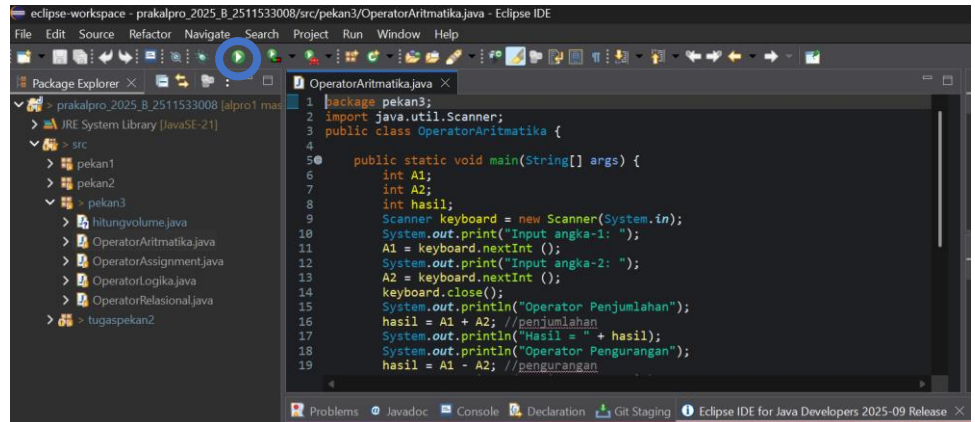 eclipse-workspace - prakalpro_2025_B_2511533008/src/pekan3/OperatorAritmatika.java - Eclipse IDE
File Edit Source Refactor Navigate Search Project Run Window Help
Package Explorer
OperatorAritmatika.java
> prakalpro_2025_B_2511533008 [alpro1 mas
JRE System Library [JavaSE-21]
> src
pekan1
pekan2
> pekan3
hitungvolume.java
OperatorAritmatika.java
OperatorAssignment.java
OperatorLogika.java
OperatorRelasional.java
> tugaspekan2
1 package pekan3;
2 import java.util.Scanner;
3 public class OperatorAritmatika {
4
5 public static void main(String[] args) {
6 int A1;
7 int A2;
8 int hasil;
9 Scanner keyboard = new Scanner(System.in);
10 System.out.print("Input angka-1: ");
11 A1 = keyboard.nextInt ();
12 System.out.print("Input angka-2: ");
13 A2 = keyboard.nextInt ();
14 keyboard.close();
15 System.out.println("Operator Penjumlahan");
16 hasil = A1 + A2; //penjumlahan
17 System.out.println("Hasil = " + hasil);
18 System.out.println("Operator Pengurangan");
19 hasil = A1 - A2; //pengurangan
Problems Javadoc Console Declaration Git Staging Eclipse IDE for Java Developers 2025-09 Release